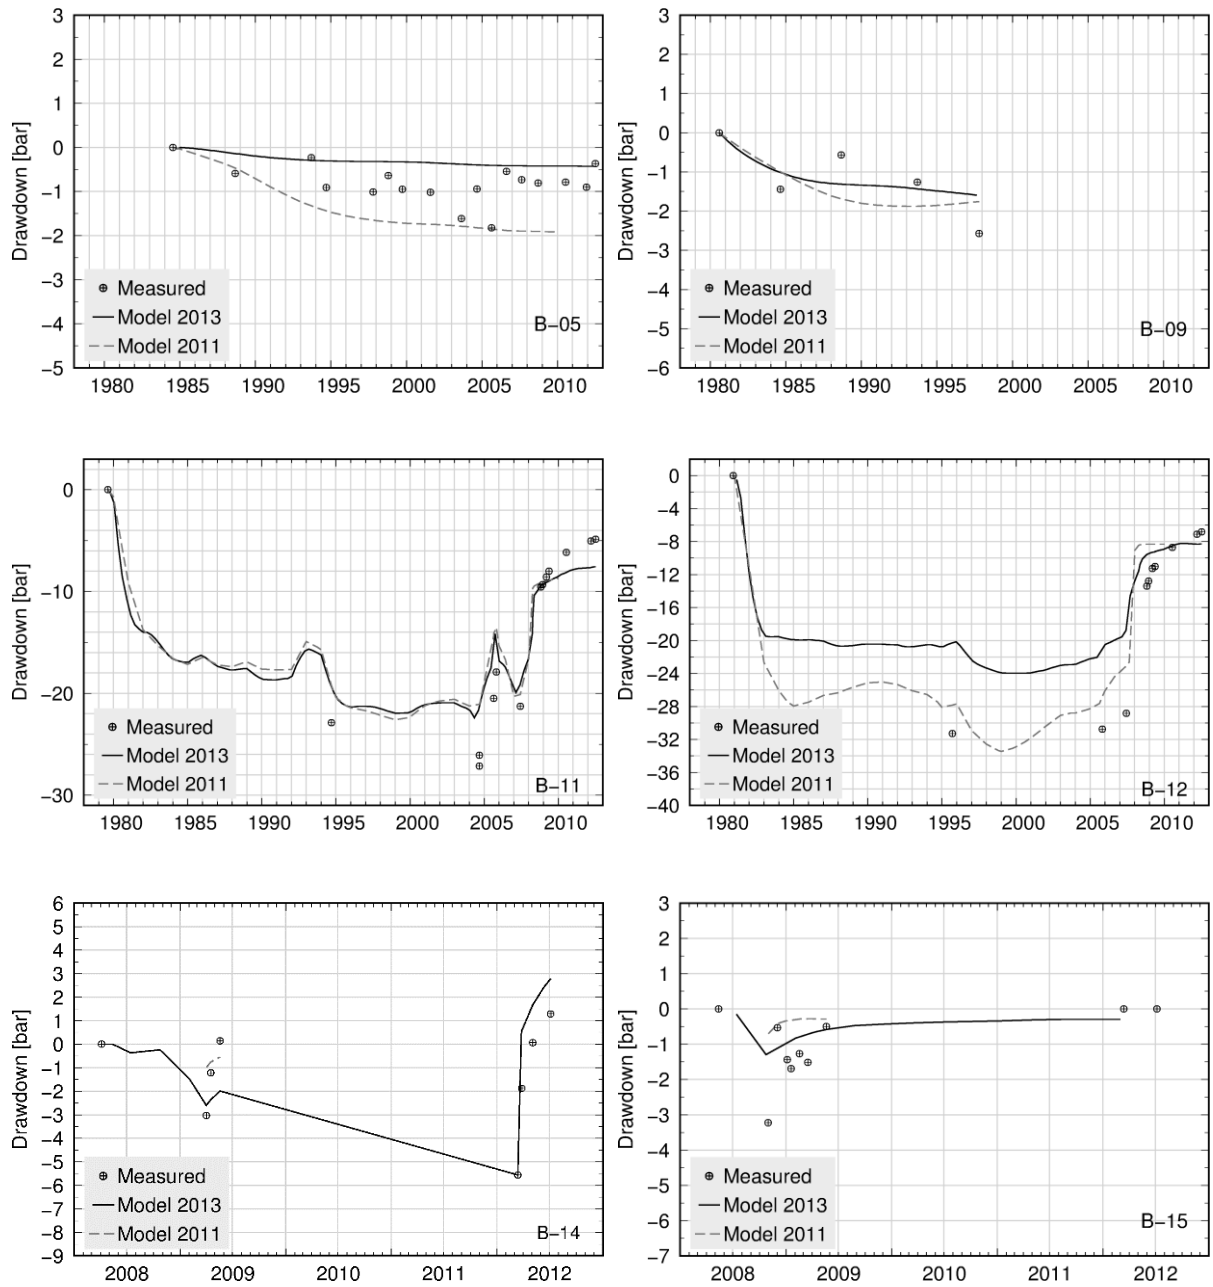 3
2
1
0
−1
−2
−3
−4
−5
Drawdown [bar]
Measured
Model 2013
Model 2011
B−05
1980 1985 1990 1995 2000 2005 2010
3
2
1
0
−1
−2
−3
−4
−5
−6
Drawdown [bar]
Measured
Model 2013
Model 2011
B−09
1980 1985 1990 1995 2000 2005 2010
0
−10
−20
−30
Drawdown [bar]
Measured
Model 2013
Model 2011
B−11
1980 1985 1990 1995 2000 2005 2010
0
−4
−8
−12
−16
−20
−24
−28
−32
−36
−40
Drawdown [bar]
Measured
Model 2013
Model 2011
B−12
1980 1985 1990 1995 2000 2005 2010
6
5
4
3
2
1
0
−1
−2
−3
−4
−5
−6
−7
−8
−9
Drawdown [bar]
Measured
Model 2013
Model 2011
B−14
2008 2009 2010 2011 2012
3
2
1
0
−1
−2
−3
−4
−5
−6
−7
Drawdown [bar]
Measured
Model 2013
Model 2011
B−15
2008 2009 2010 2011 2012